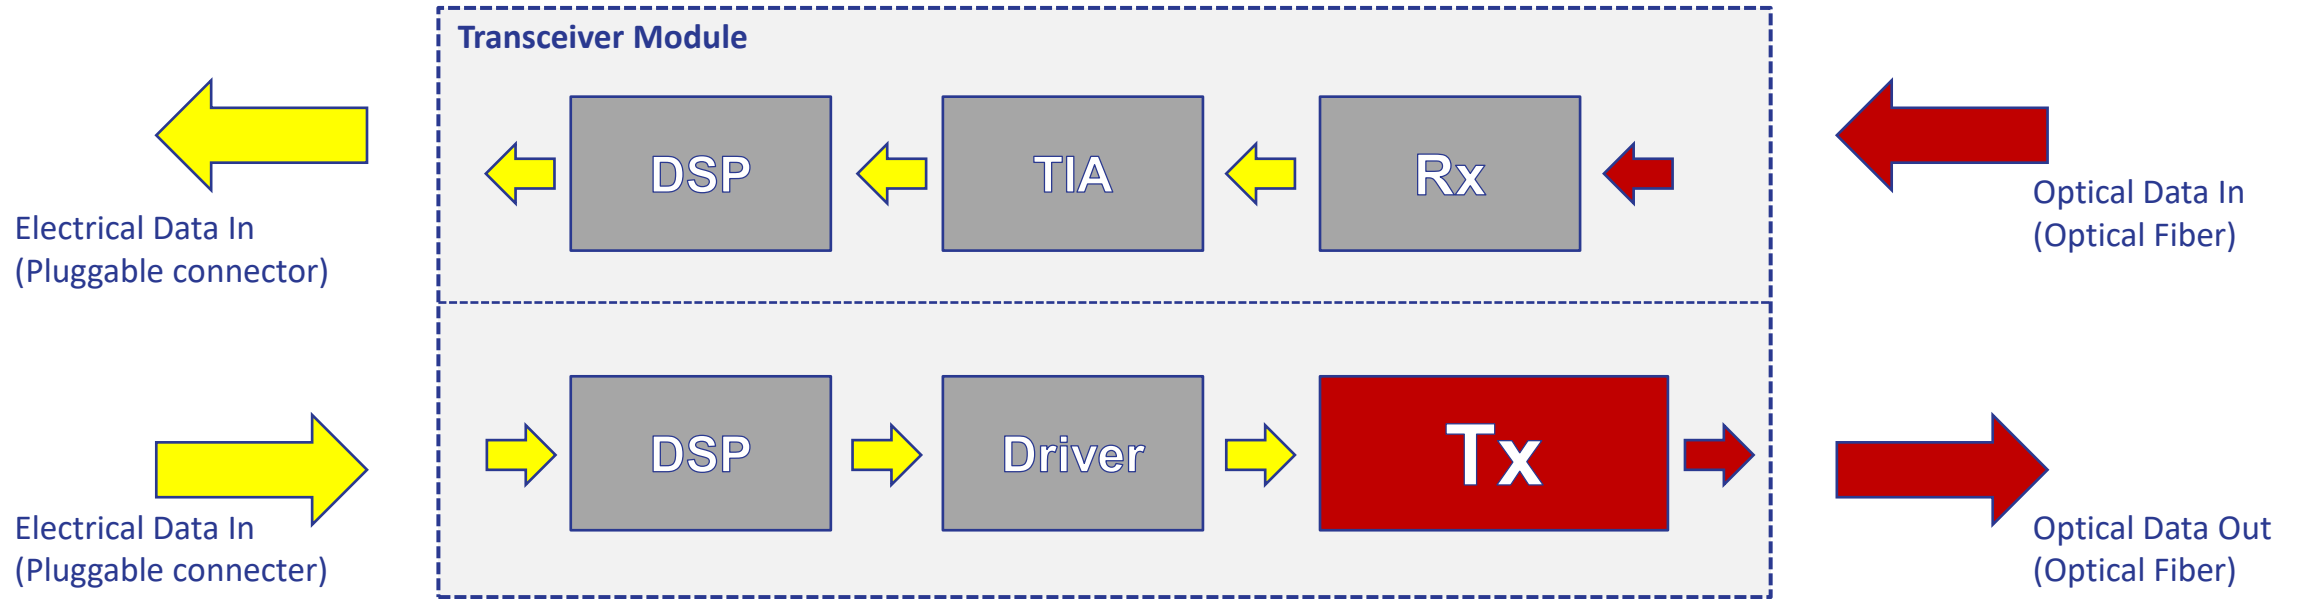 Transceiver Module
DSP
TIA
Rx
Electrical Data In
(Pluggable connector)
Optical Data In
(Optical Fiber)
DSP
Driver
Tx
Electrical Data In
(Pluggable connecter)
Optical Data Out
(Optical Fiber)